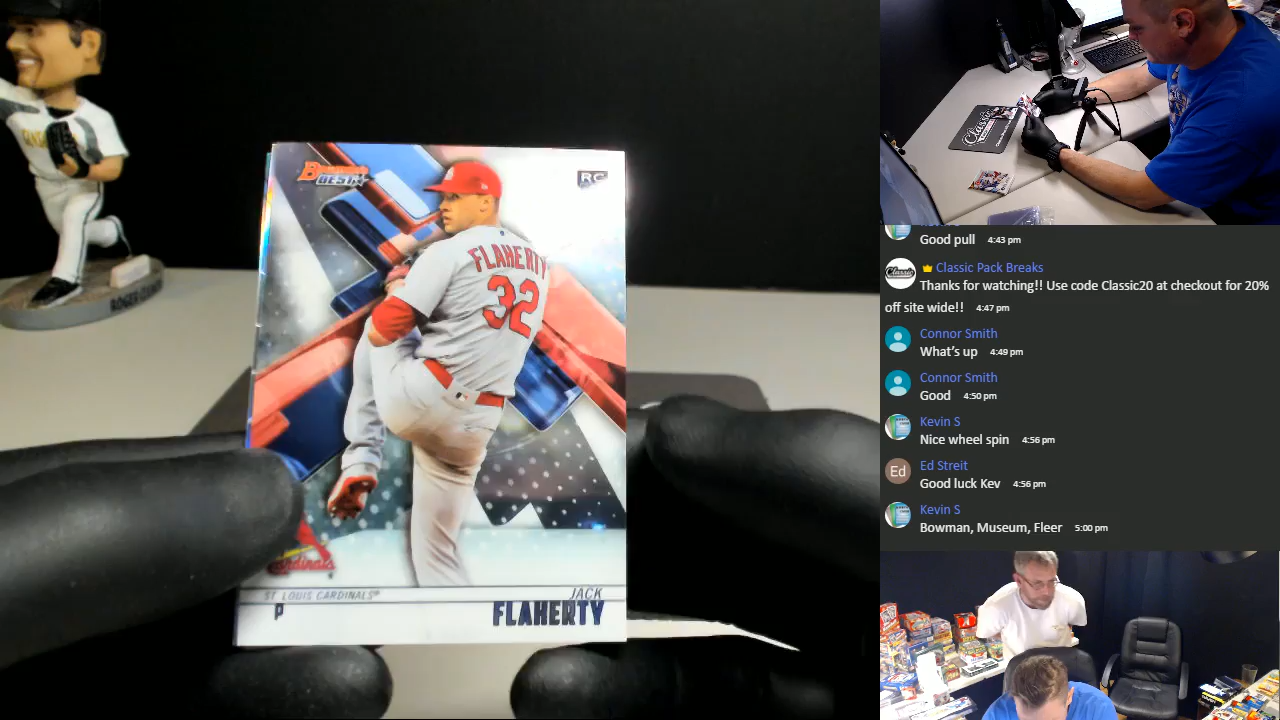 BOWMAN'S
BEST
RC
FLAHERTY
32
Cardinals
ST. LOUIS CARDINALS®
P
JACK
FLAHERTY
Classic
Good pull 4:43 pm
Classic Pack Breaks
Thanks for watching!! Use code Classic20 at checkout for 20%
off site wide!! 4:47 pm
Connor Smith
What's up 4:49 pm
Connor Smith
Good 4:50 pm
Kevin S
Nice wheel spin 4:56 pm
Ed
Ed Streit
Good luck Kev 4:56 pm
Kevin S
Bowman, Museum, Fleer 5:00 pm